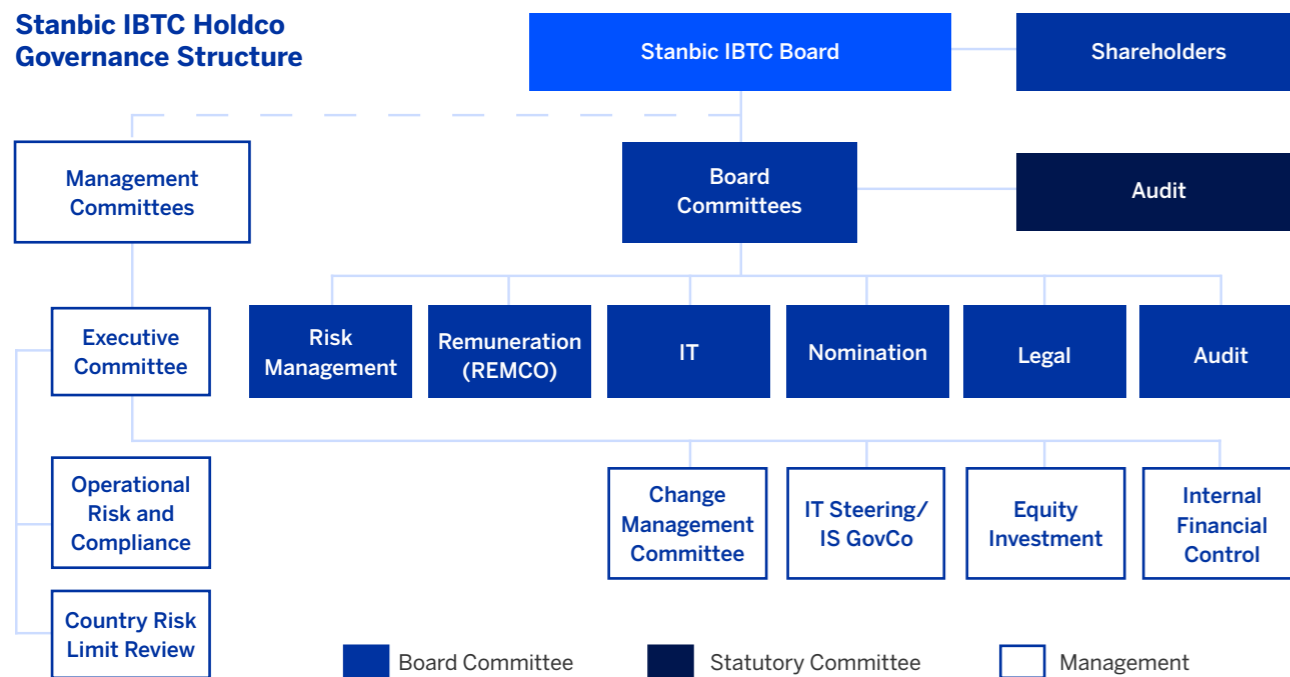 Stanbic IBTC Holdco
Governance Structure
Stanbic IBTC Board
Shareholders
Management
Committees
Board
Committees
Audit
Executive
Committee
Risk
Management
Remuneration
(REMCO)
IT
Nomination
Legal
Audit
Operational
Risk and
Compliance
Change
Management
Committee
IT Steering/
IS GovCo
Equity
Investment
Internal
Financial
Control
Country Risk
Limit Review
Board Committee
Statutory Committee
Management